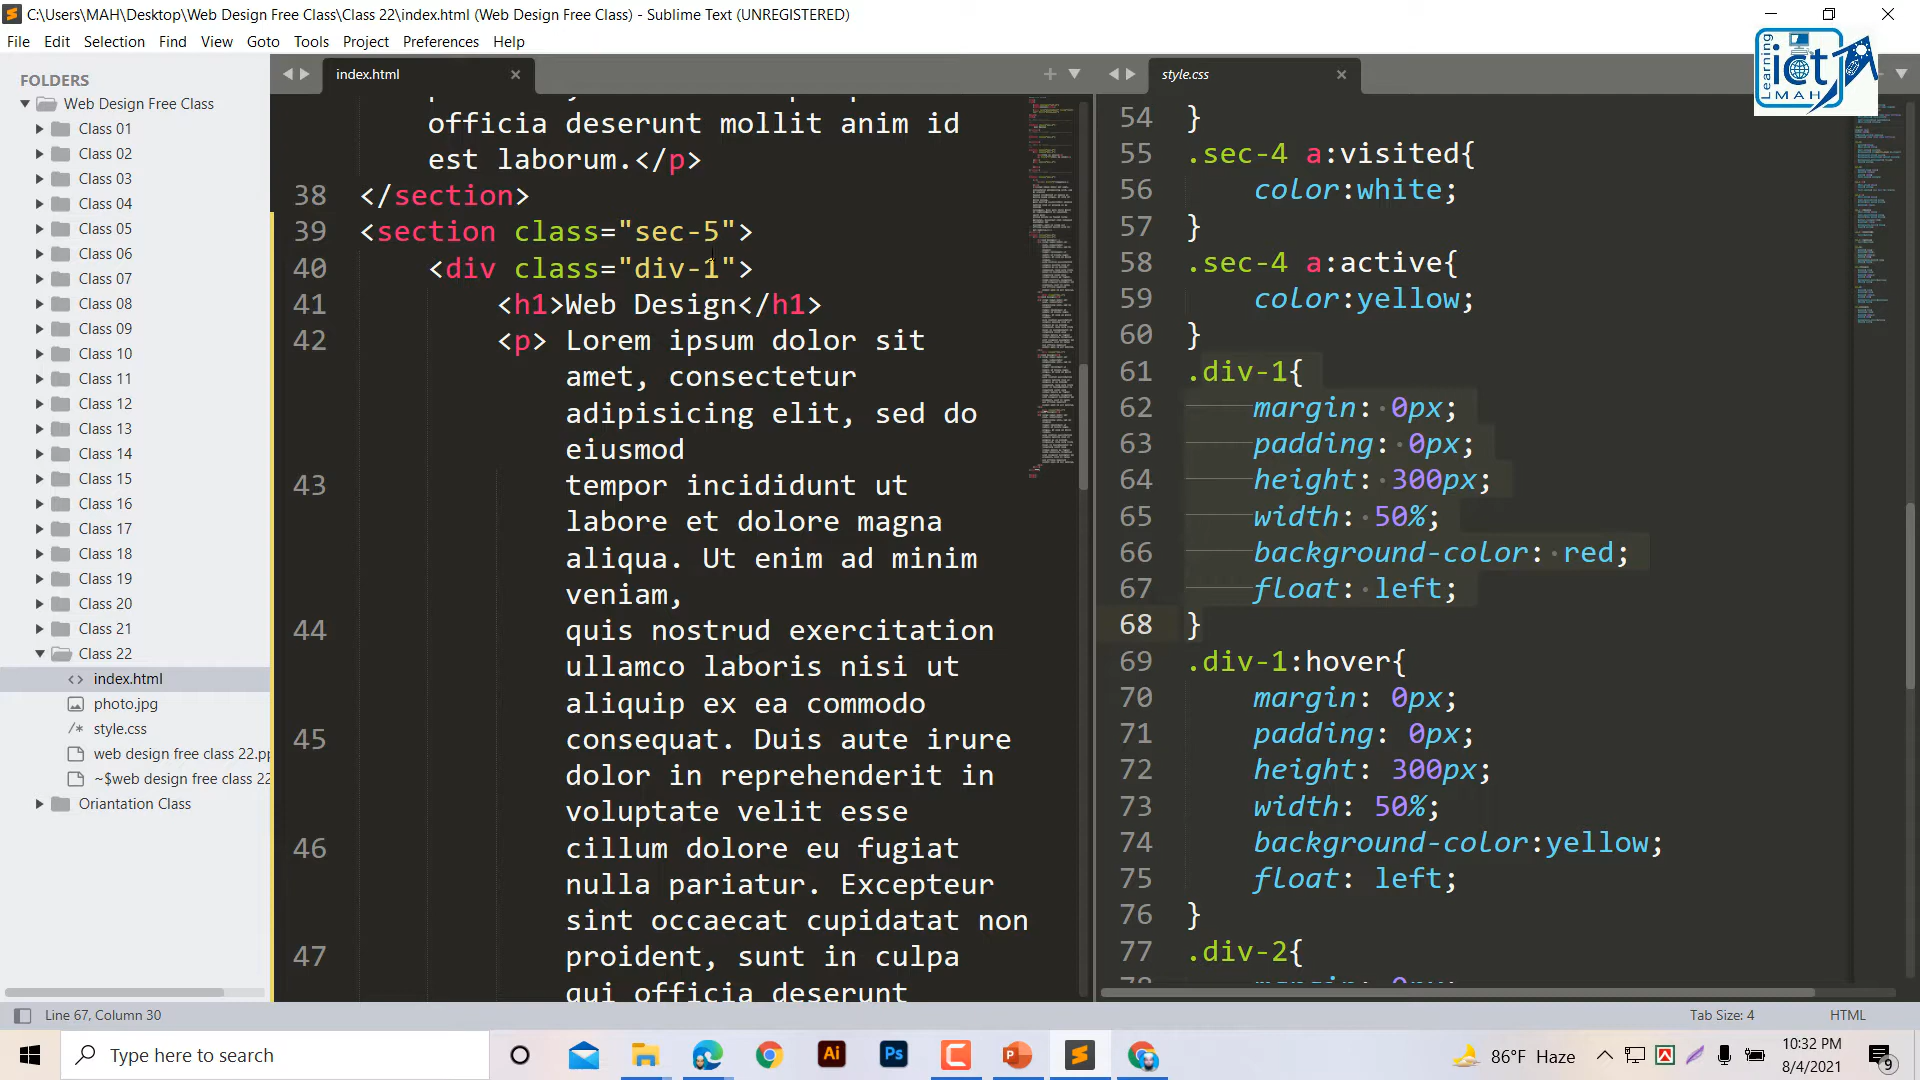 C:\Users\MAH\Desktop\Web Design Free Class\Class 22\index.html (Web Design Free Class) - Sublime Text (UNREGISTERED)
File Edit Selection Find View Goto Tools Project Preferences Help
Learning ict MAH
FOLDERS
Web Design Free Class
Class 01
Class 02
Class 03
Class 04
Class 05
Class 06
Class 07
Class 08
Class 09
Class 10
Class 11
Class 12
Class 13
Class 14
Class 15
Class 16
Class 17
Class 18
Class 19
Class 20
Class 21
Class 22
<> index.html
photo.jpg
/* style.css
web design free class 22.pp
~$web design free class 22
Oriantation Class
index.html
officia deserunt mollit anim id
est laborum.</p>
38 </section>
39 <section class="sec-5">
40 <div class="div-1">
41 <h1>Web Design</h1>
42 <p> Lorem ipsum dolor sit
amet, consectetur
adipisicing elit, sed do
eiusmod
43 tempor incididunt ut
labore et dolore magna
aliqua. Ut enim ad minim
veniam,
44 quis nostrud exercitation
ullamco laboris nisi ut
aliquip ex ea commodo
45 consequat. Duis aute irure
dolor in reprehenderit in
voluptate velit esse
46 cillum dolore eu fugiat
nulla pariatur. Excepteur
sint occaecat cupidatat non
47 proident, sunt in culpa
qui officia deserunt
style.css
54 }
55 .sec-4 a:visited{
56 color:white;
57 }
58 .sec-4 a:active{
59 color:yellow;
60 }
61 .div-1{
62 margin: 0px;
63 padding: 0px;
64 height: 300px;
65 width: 50%;
66 background-color: red;
67 float: left;
68 }
69 .div-1:hover{
70 margin: 0px;
71 padding: 0px;
72 height: 300px;
73 width: 50%;
74 background-color:yellow;
75 float: left;
76 }
77 .div-2{
78 margin: 0px;
Line 67, Column 30
Tab Size: 4
HTML
Type here to search
Ai
Ps
86°F Haze
10:32 PM
8/4/2021
9